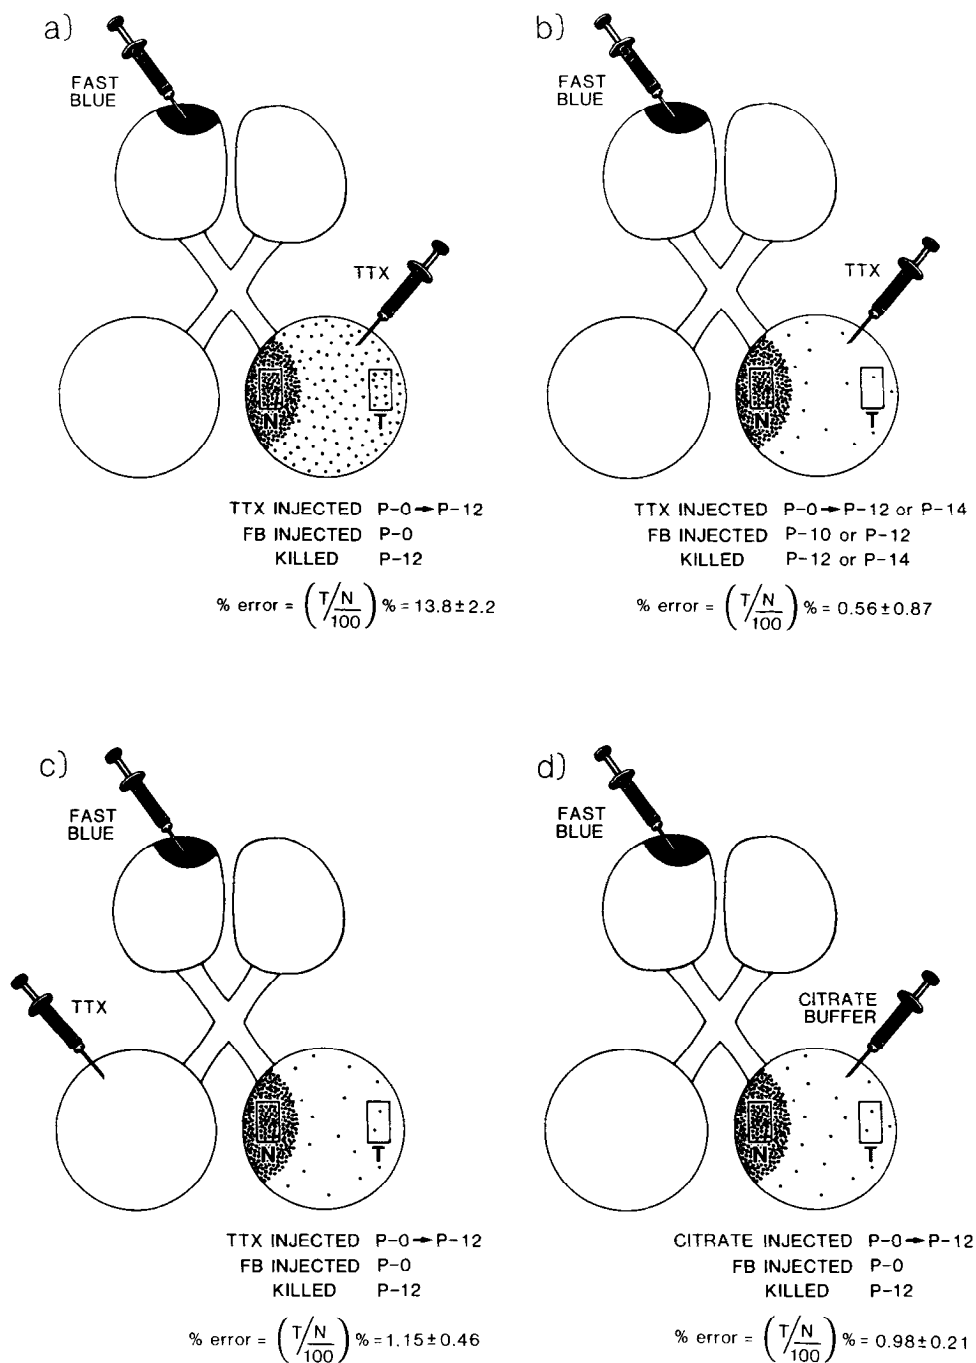 a)
FAST
BLUE
TTX
N
T
TTX INJECTED P-0→P-12
FB INJECTED P-0
KILLED P-12
% error = (T/N/100) % = 13.8±2.2
b)
FAST
BLUE
TTX
N
T
TTX INJECTED P-0→P-12 or P-14
FB INJECTED P-10 or P-12
KILLED P-12 or P-14
% error = (T/N/100) % = 0.56±0.87
c)
FAST
BLUE
TTX
N
T
TTX INJECTED P-0→P-12
FB INJECTED P-0
KILLED P-12
% error = (T/N/100) % = 1.15±0.46
d)
FAST
BLUE
CITRATE
BUFFER
N
T
CITRATE INJECTED P-0→P-12
FB INJECTED P-0
KILLED P-12
% error = (T/N/100) % = 0.98±0.21